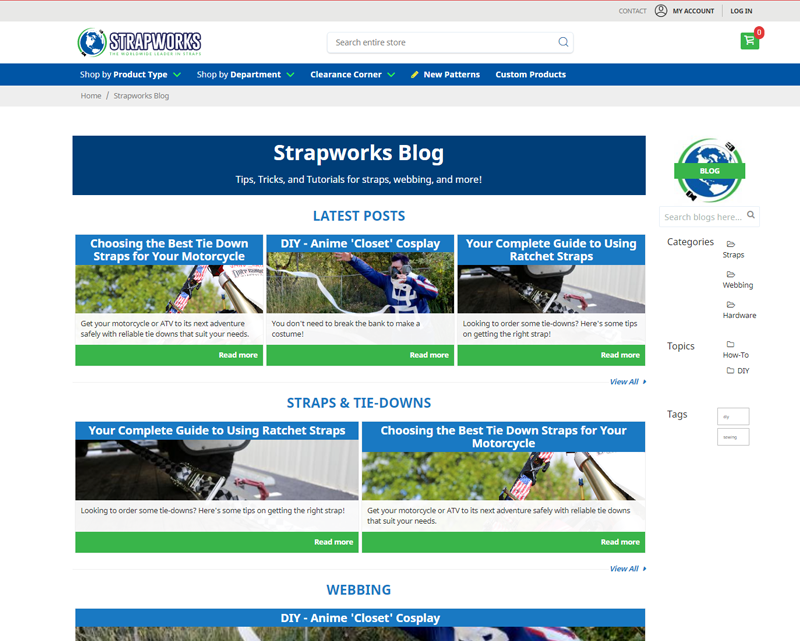 CONTACT MY ACCOUNT LOG IN
STRAPWORKS
THE WORLDWIDE LEADER IN STRAPS
Search entire store
0
Shop by Product Type Shop by Department Clearance Corner New Patterns Custom Products
Home / Strapworks Blog
Strapworks Blog
Tips, Tricks, and Tutorials for straps, webbing, and more!
LATEST POSTS
Choosing the Best Tie Down
Straps for Your Motorcycle
Get your motorcycle or ATV to its next adventure
safely with reliable tie downs that suit your needs.
Read more
DIY - Anime 'Closet' Cosplay
You don't need to break the bank to make a
costume!
Read more
Your Complete Guide to Using
Ratchet Straps
Looking to order some tie-downs? Here's some tips
on getting the right strap!
Read more
View All
STRAPS & TIE-DOWNS
Your Complete Guide to Using Ratchet Straps
Looking to order some tie-downs? Here's some tips on getting the right strap!
Read more
Choosing the Best Tie Down Straps for Your
Motorcycle
Get your motorcycle or ATV to its next adventure safely with reliable tie downs
that suit your needs.
Read more
View All
WEBBING
DIY - Anime 'Closet' Cosplay
BLOG
Search blogs here...
Categories
Straps
Webbing
Hardware
Topics
How-To
DIY
Tags
diy
sewing